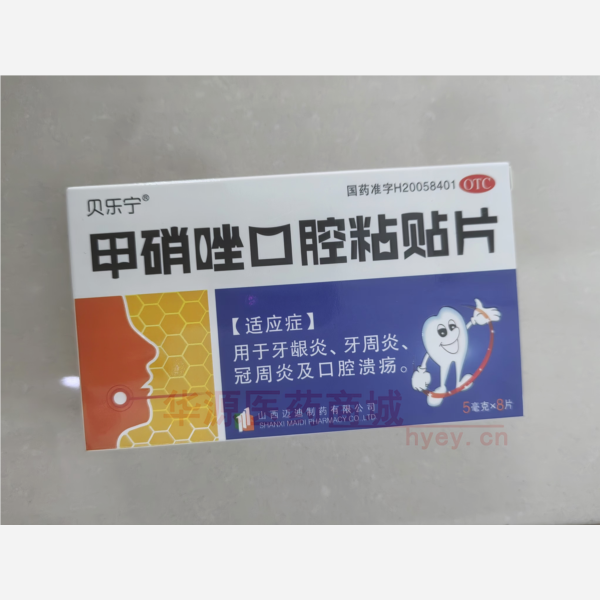 贝乐宁®
国药准字H20058401 OTC
甲硝唑口腔粘贴片
【适应症】
用于牙龈炎、牙周炎、
冠周炎及口腔溃疡。
山西迈迪制药有限公司
SHANXI MAIDI PHARMACY CO.,LTD
5毫克×8片
华源医药商城
hyey.cn